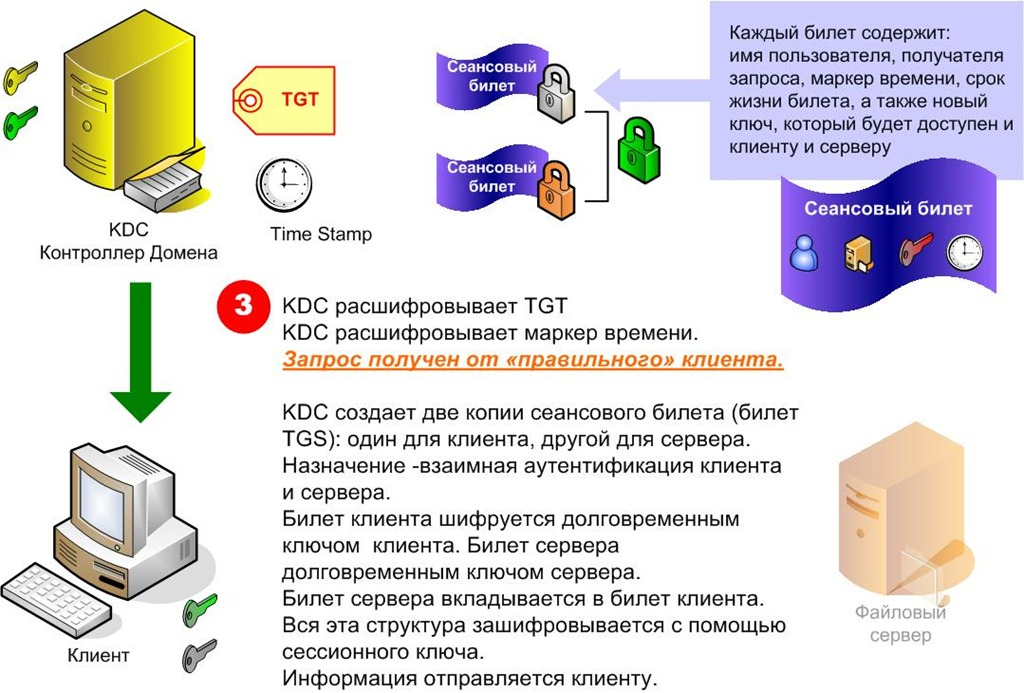 TGT
KDC
Контроллер Домена
Time Stamp
Сеансовый
билет
Сеансовый
билет
Каждый билет содержит:
имя пользователя, получателя
запроса, маркер времени, срок
жизни билета, а также новый
ключ, который будет доступен и
клиенту и серверу
Сеансовый билет
3
KDC расшифровывает TGT
KDC расшифровывает маркер времени.
Запрос получен от «правильного» клиента.
KDC создает две копии сеансового билета (билет
TGS): один для клиента, другой для сервера.
Назначение -взаимная аутентификация клиента
и сервера.
Билет клиента шифруется долговременным
ключом клиента. Билет сервера
долговременным ключом сервера.
Билет сервера вкладывается в билет клиента.
Вся эта структура зашифровывается с помощью
сессионного ключа.
Информация отправляется клиенту.
Клиент
Файловый
сервер